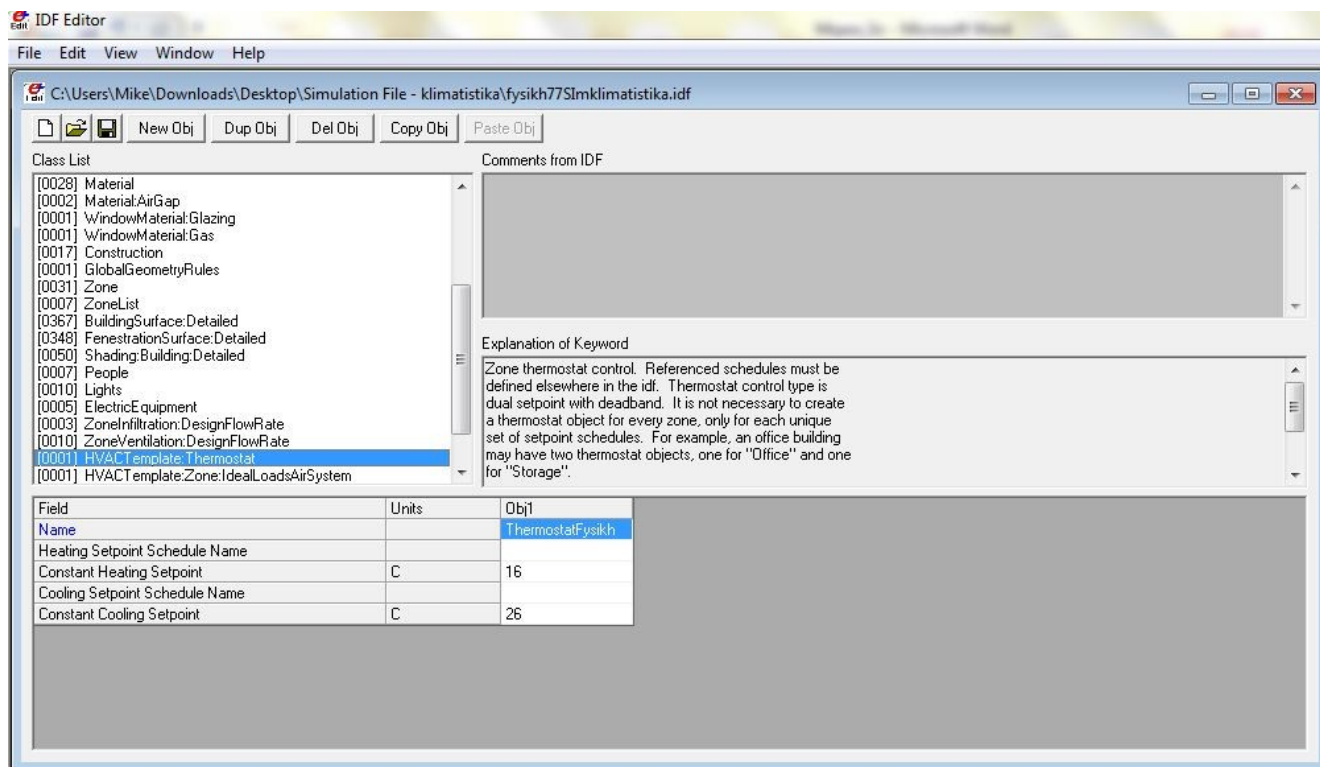 IDF Editor
File Edit View Window Help
C:\Users\Mike\Downloads\Desktop\Simulation File - klimatistika\fysikh77SImklimatistika.idf
New Obj Dup Obj Del Obj Copy Obj Paste Obj
Class List
[0028] Material
[0002] Material:AirGap
[0001] WindowMaterial:Glazing
[0001] WindowMaterial:Gas
[0017] Construction
[0001] GlobalGeometryRules
[0031] Zone
[0007] ZoneList
[0367] BuildingSurface:Detailed
[0348] FenestrationSurface:Detailed
[0050] Shading:Building:Detailed
[0007] People
[0010] Lights
[0005] ElectricEquipment
[0003] ZoneInfiltration:DesignFlowRate
[0010] ZoneVentilation:DesignFlowRate
[0001] HVACTemplate:Thermostat
[0001] HVACTemplate:Zone:IdealLoadsAirSystem
Comments from IDF
Explanation of Keyword
Zone thermostat control. Referenced schedules must be
defined elsewhere in the idf. Thermostat control type is
dual setpoint with deadband. It is not necessary to create
a thermostat object for every zone, only for each unique
set of setpoint schedules. For example, an office building
may have two thermostat objects, one for "Office" and one
for "Storage".
Field Units Obj1
Name ThermostatFysikh
Heating Setpoint Schedule Name
Constant Heating Setpoint C 16
Cooling Setpoint Schedule Name
Constant Cooling Setpoint C 26